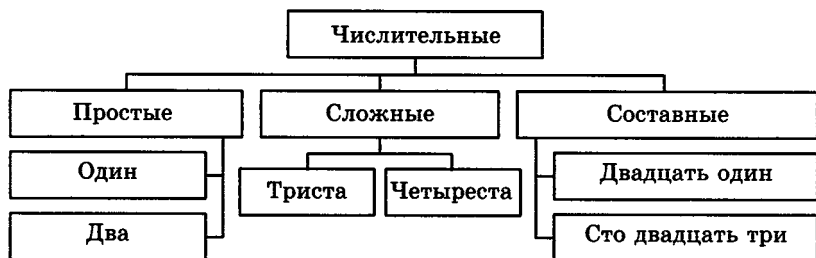 Числительные
Простые
Сложные
Составные
Один
Два
Триста
Четыреста
Двадцать один
Сто двадцать три